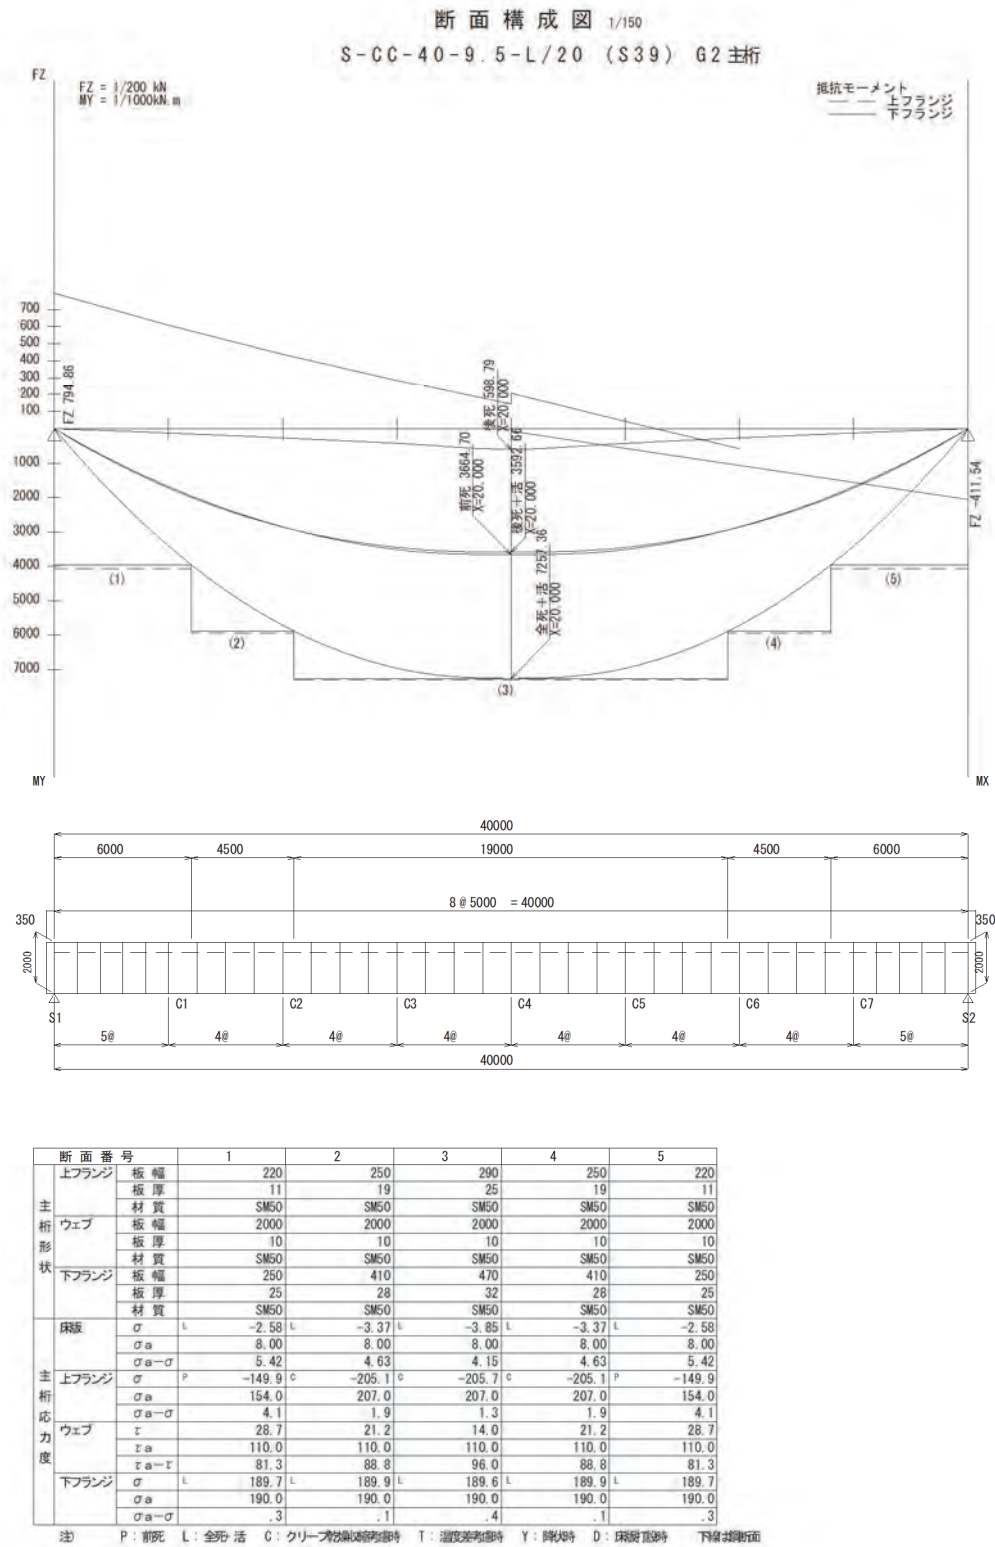 断面構成図 1/150
S-CC-40-9.5-L/20 (S39) G2主桁
FZ
FZ = 1/200 kN
MY = 1/1000kN.m
抵抗モーメント
上フランジ
下フランジ
700
600
500
400
300
200
100
FZ 794.86
1000
2000
3000
4000
5000
6000
7000
後死 598.79
X=20.000
前死 3664.70
X=20.000
後死+活 3592.66
X=20.000
全死+活 7257.36
X=20.000
FZ -411.54
(1)
(2)
(3)
(4)
(5)
MY
MX
40000
6000 4500 19000 4500 6000
8@5000 =40000
350
350
2000
2000
S1 C1 C2 C3 C4 C5 C6 C7 S2
5@ 4@ 4@ 4@ 4@ 4@ 4@ 5@
40000
断面番号 1 2 3 4 5
主桁形状
上フランジ 板幅 220 250 290 250 220
板厚 11 19 25 19 11
材質 SM50 SM50 SM50 SM50 SM50
ウェブ 板幅 2000 2000 2000 2000 2000
板厚 10 10 10 10 10
材質 SM50 SM50 SM50 SM50 SM50
下フランジ 板幅 250 410 470 410 250
板厚 25 28 32 28 25
材質 SM50 SM50 SM50 SM50 SM50
主桁応力度
床版 σ L -2.58 L -3.37 L -3.85 L -3.37 L -2.58
σa 8.00 8.00 8.00 8.00 8.00
σa-σ 5.42 4.63 4.15 4.63 5.42
上フランジ σ P -149.9 C -205.1 C -205.7 C -205.1 P -149.9
σa 154.0 207.0 207.0 207.0 154.0
σa-σ 4.1 1.9 1.3 1.9 4.1
ウェブ τ 28.7 21.2 14.0 21.2 28.7
τa 110.0 110.0 110.0 110.0 110.0
τa-τ 81.3 88.8 96.0 88.8 81.3
下フランジ σ L 189.7 L 189.9 L 189.6 L 189.9 L 189.7
σa 190.0 190.0 190.0 190.0 190.0
σa-σ .3 .1 .4 .1 .3
注) P:前死 L:全死+活 C:クリープ乾燥収縮考慮時 T:温度差考慮時 Y:降伏時 D:床版打設時